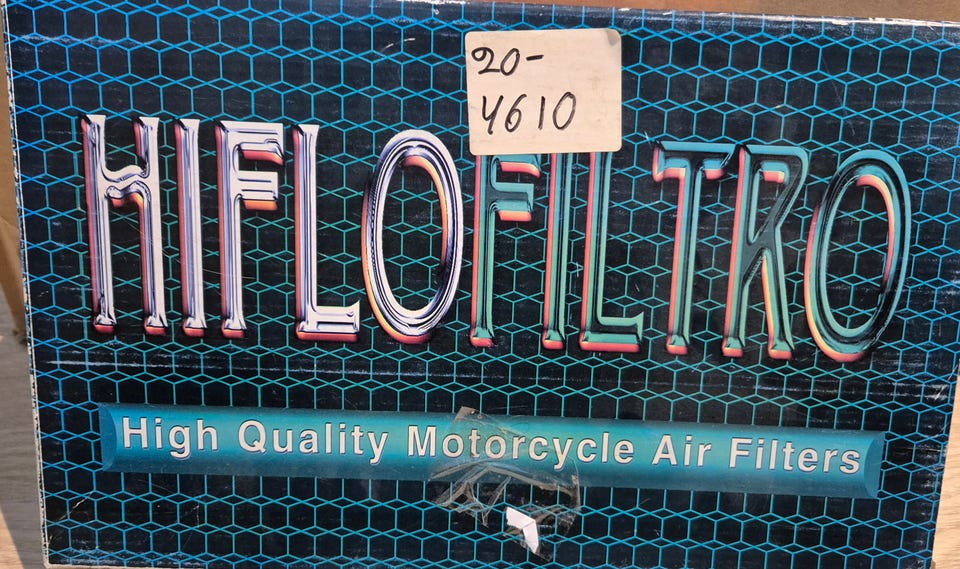 20-
4610
HIFLOFILTRO
High Quality Motorcycle Air Filters